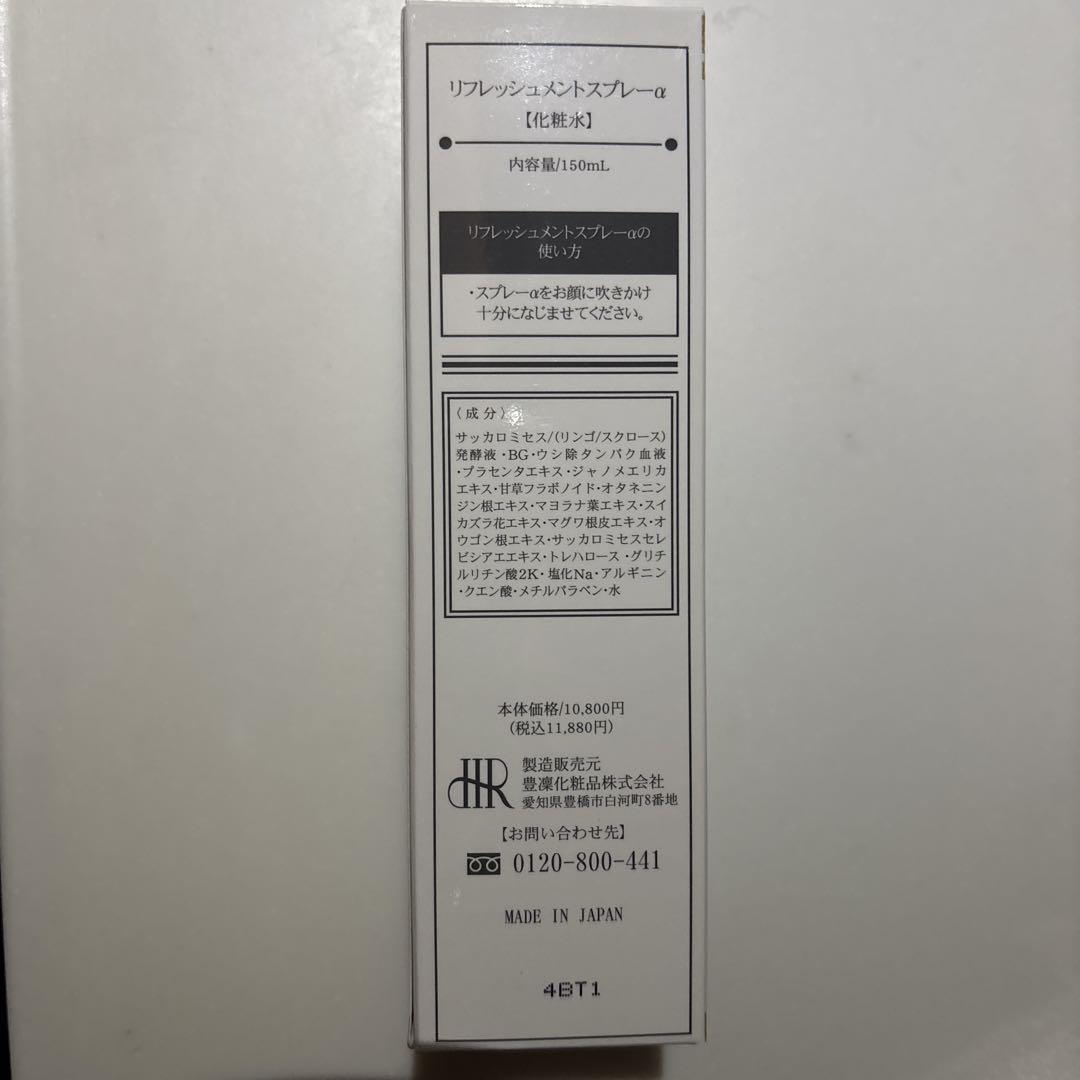 リフレッシュメントスプレーα
【化粧水】
内容量/150mL
リフレッシュメントスプレーαの
使い方
・スプレーαをお顔に吹きかけ
十分になじませてください。
〈成分〉
サッカロミセス/(リンゴ/スクロース)
発酵液・BG・ウシ除タンパク血液
・プラセンタエキス・ジャノメエリカ
エキス・甘草フラボノイド・オタネニン
ジン根エキス・マヨラナ葉エキス・スイ
カズラ花エキス・マグワ根皮エキス・オ
ウゴン根エキス・サッカロミセスセレ
ビシアエエキス・トレハロース・グリチ
ルリチン酸2K・塩化Na・アルギニン
・クエン酸・メチルパラベン・水
本体価格/10,800円
(税込11,880円)
HR
製造販売元
豊凜化粧品株式会社
愛知県豊橋市白河町8番地
【お問い合わせ先】
0120-800-441
MADE IN JAPAN
4BT1